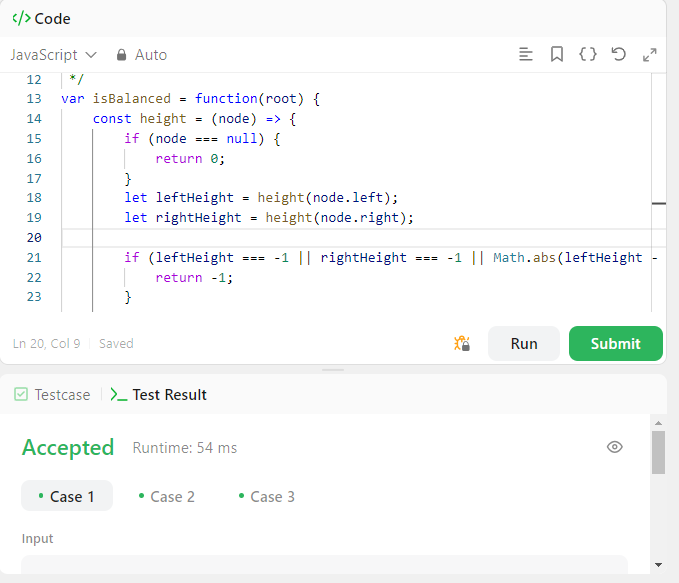 </> Code
JavaScript Auto
12 */
13 var isBalanced = function(root) {
14 const height = (node) => {
15 if (node === null) {
16 return 0;
17 }
18 let leftHeight = height(node.left);
19 let rightHeight = height(node.right);
20
21 if (leftHeight === -1 || rightHeight === -1 || Math.abs(leftHeight -
22 return -1;
23 }
Ln 20, Col 9 Saved
Run Submit
Testcase >_ Test Result
Accepted Runtime: 54 ms
• Case 1 • Case 2 • Case 3
Input